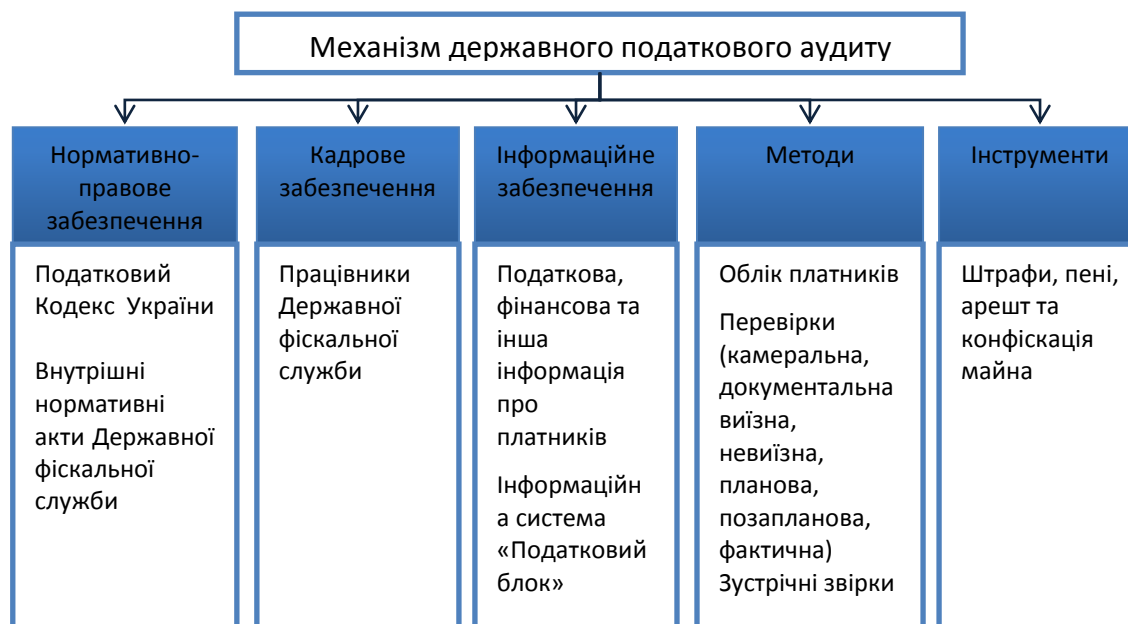 Механізм державного податкового аудиту
Нормативно-
правове
забезпечення
Податковий
Кодекс України
Внутрішні
нормативні
акти Державної
фіскальної
служби
Кадрове
забезпечення
Працівники
Державної
фіскальної
служби
Інформаційне
забезпечення
Податкова,
фінансова та
інша
інформація
про
платників
Інформаційн
а система
«Податковий
блок»
Методи
Облік платників
Перевірки
(камеральна,
документальна
виїзна,
невиїзна,
планова,
позапланова,
фактична)
Зустрічні звірки
Інструменти
Штрафи, пені,
арешт та
конфіскація
майна